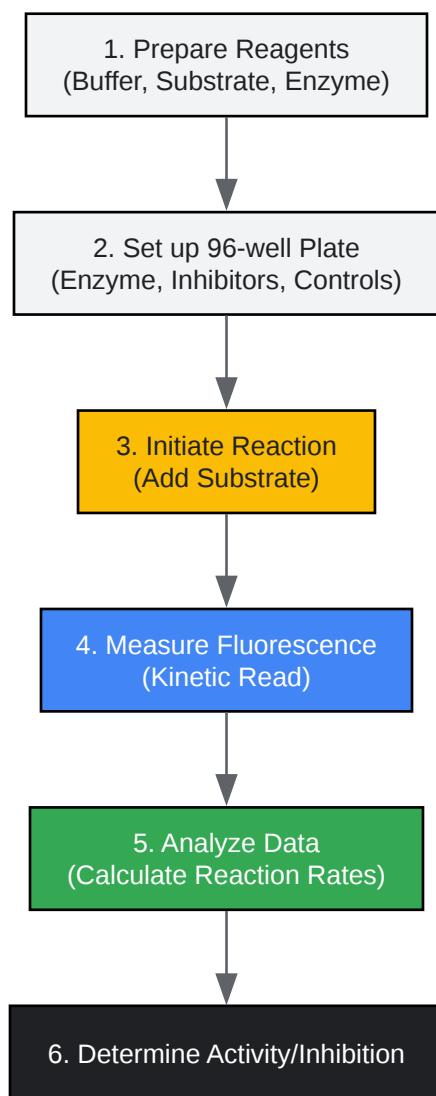 1. Prepare Reagents
(Buffer, Substrate, Enzyme)
2. Set up 96-well Plate
(Enzyme, Inhibitors, Controls)
3. Initiate Reaction
(Add Substrate)
4. Measure Fluorescence
(Kinetic Read)
5. Analyze Data
(Calculate Reaction Rates)
6. Determine Activity/Inhibition